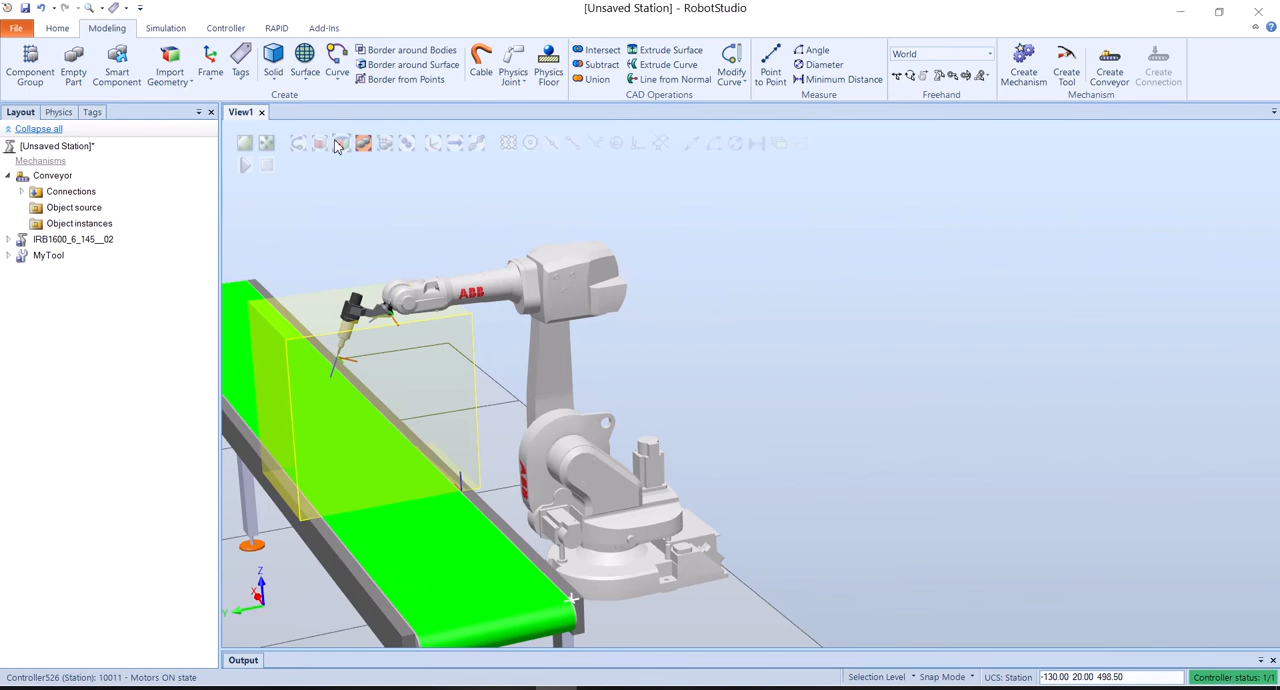 [Unsaved Station] - RobotStudio
File Home Modeling Simulation Controller RAPID Add-Ins
Component Group
Empty Part
Smart Component
Import Geometry
Frame
Tags
Solid
Surface
Curve
Border around Bodies
Border around Surface
Border from Points
Create
Cable
Physics Joint
Physics Floor
Intersect
Subtract
Union
Extrude Surface
Extrude Curve
Line from Normal
Modify Curve
CAD Operations
Point to Point
Angle
Diameter
Minimum Distance
Measure
World
Freehand
Create Mechanism
Create Tool
Create Conveyor
Create Connection
Mechanism
Layout Physics Tags
View1
Collapse all
[Unsaved Station]*
Mechanisms
Conveyor
Connections
Object source
Object instances
IRB1600_6_145__02
MyTool
ABB
ABB
Z
X
Y
Output
Controller526 (Station): 10011 - Motors ON state
Selection Level Snap Mode UCS: Station -130.00 20.00 498.50 Controller status: 1/1